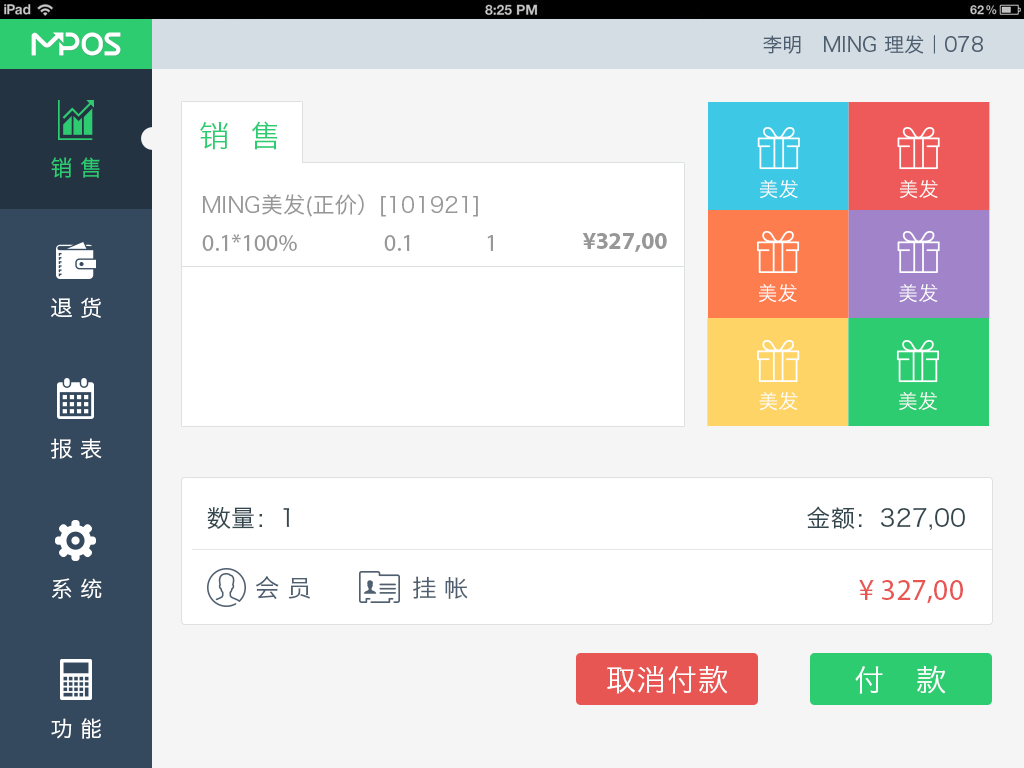 iPad 8:25 PM 62%
MPOS
李明 MING 理发|078
销售
退货
报表
系统
功能
销 售
MING美发(正价）[101921]
0.1*100% 0.1 1 ¥327,00
美发 美发
美发 美发
美发 美发
数量：1 金额：327,00
会员 挂帐 ¥ 327,00
取消付款 付 款